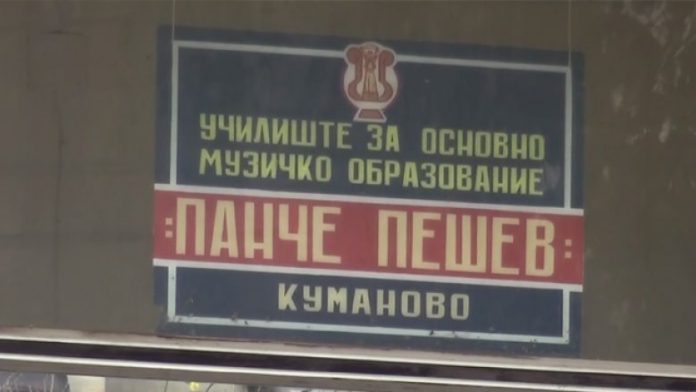 УЧИЛИШТЕ ЗА ОСНОВНО
МУЗИЧКО ОБРАЗОВАНИЕ
:ПАНЧЕ ПЕШЕВ:
КУМАНОВО